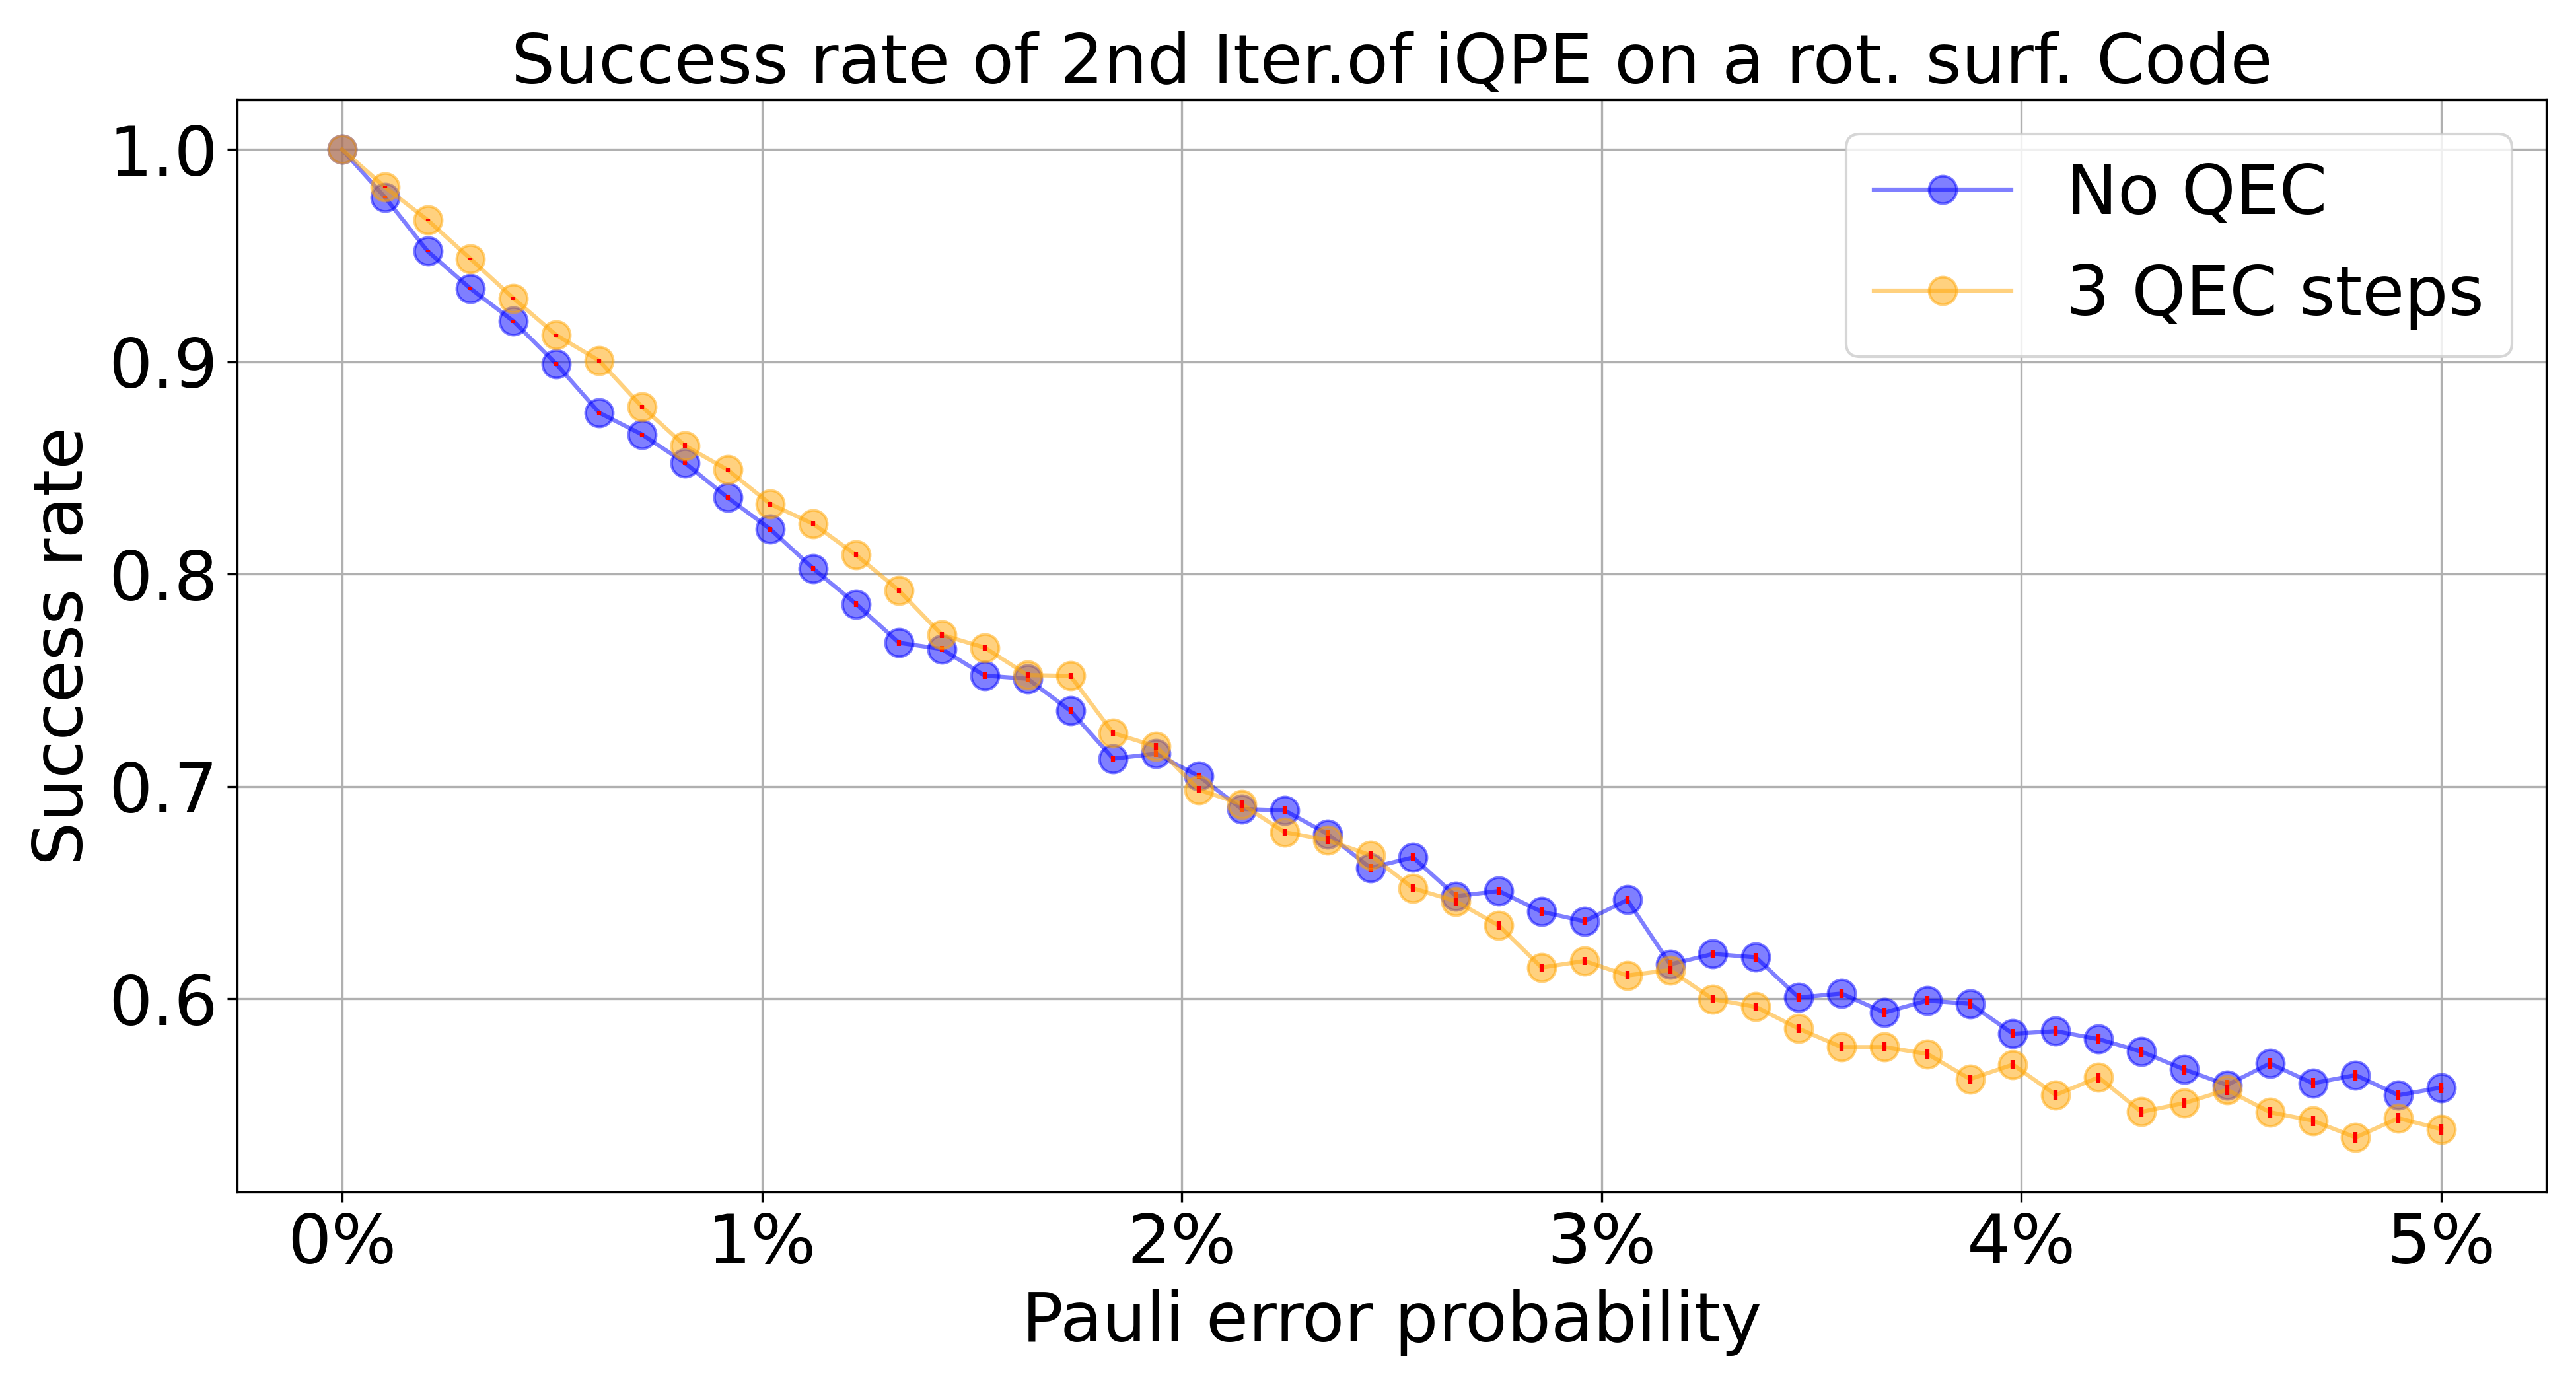 Success rate of 2nd Iter.of iQPE on a rot. surf. Code
No QEC
3 QEC steps
Success rate
1.0
0.9
0.8
0.7
0.6
0% 1% 2% 3% 4% 5%
Pauli error probability